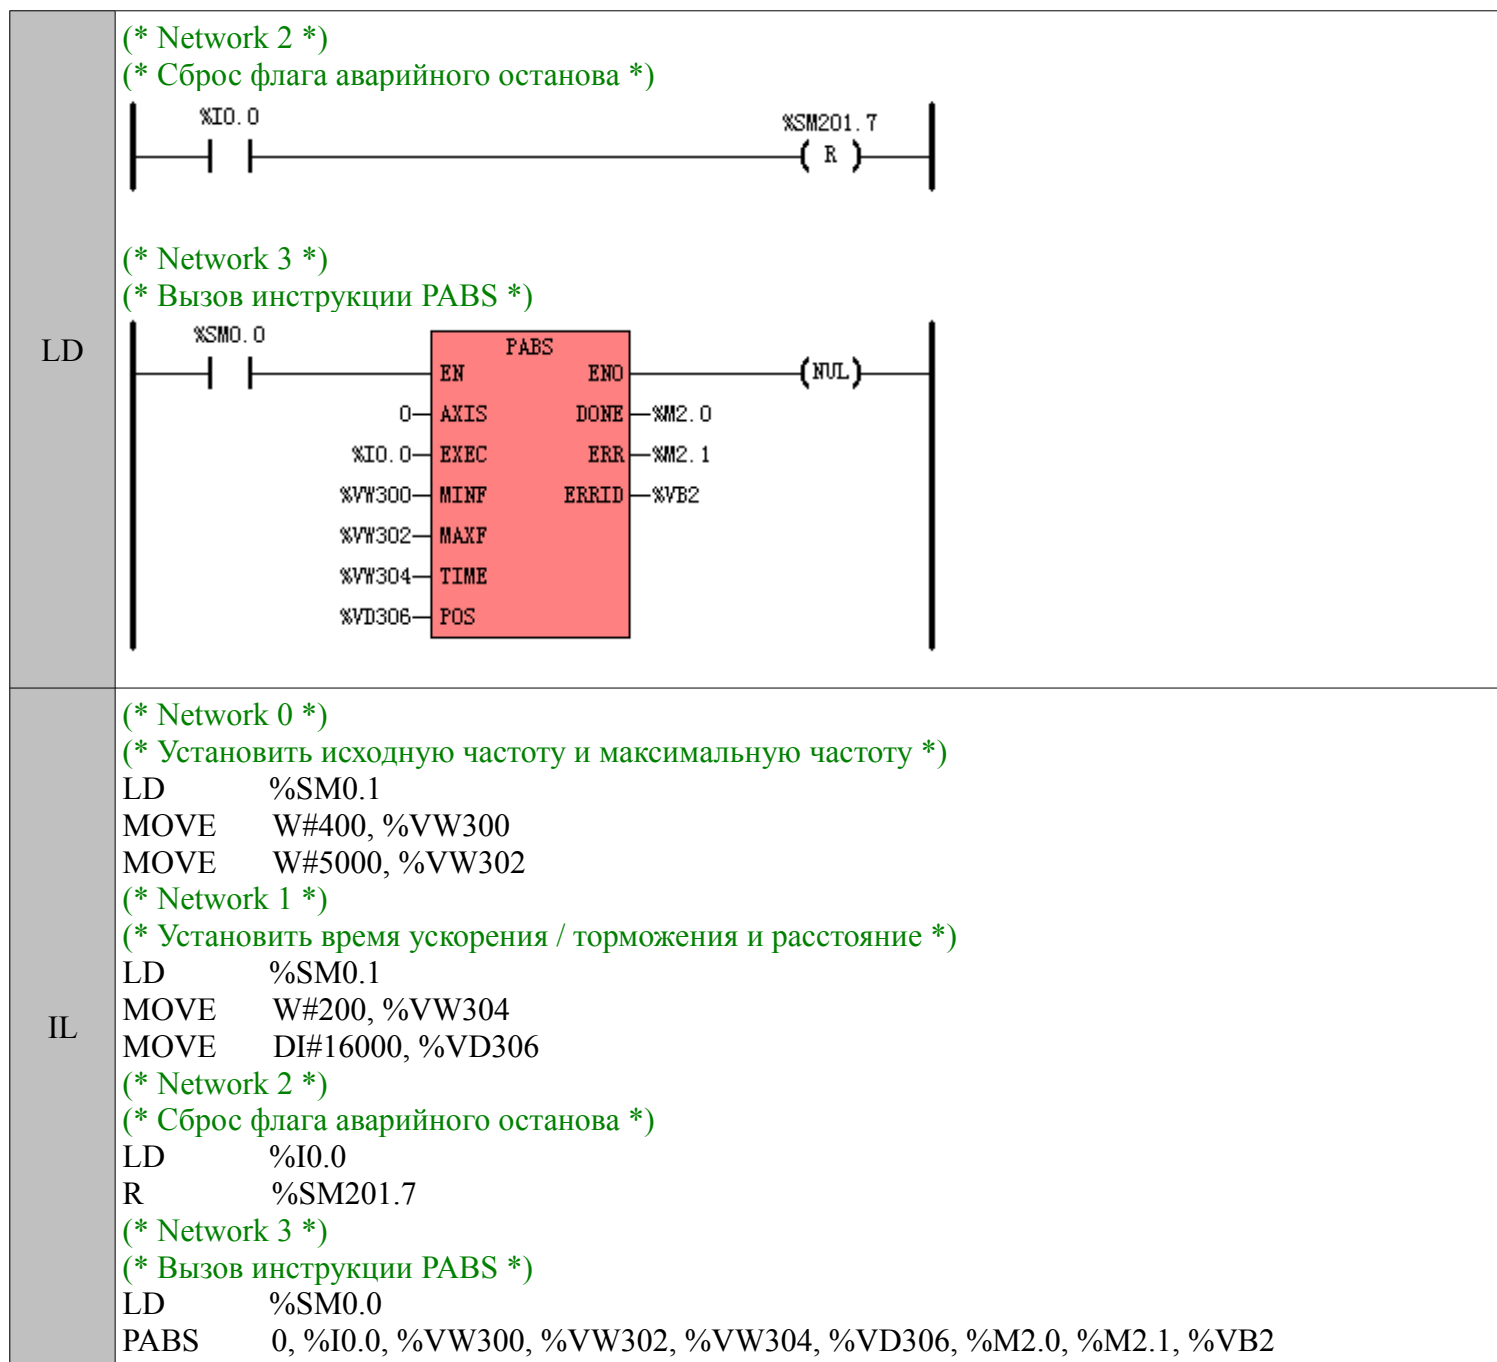 (* Network 2 *)
(* Сброс флага аварийного останова *)
%I0.0 %SM201.7
( R )
(* Network 3 *)
(* Вызов инструкции PABS *)
LD
%SM0.0
PABS
EN ENO (NUL)
0 AXIS DONE %M2.0
%I0.0 EXEC ERR %M2.1
%VW300 MINF ERRID %VB2
%VW302 MAXF
%VW304 TIME
%VD306 POS
(* Network 0 *)
(* Установить исходную частоту и максимальную частоту *)
LD %SM0.1
MOVE W#400, %VW300
MOVE W#5000, %VW302
(* Network 1 *)
(* Установить время ускорения / торможения и расстояние *)
LD %SM0.1
MOVE W#200, %VW304
IL
MOVE DI#16000, %VD306
(* Network 2 *)
(* Сброс флага аварийного останова *)
LD %I0.0
R %SM201.7
(* Network 3 *)
(* Вызов инструкции PABS *)
LD %SM0.0
PABS 0, %I0.0, %VW300, %VW302, %VW304, %VD306, %M2.0, %M2.1, %VB2